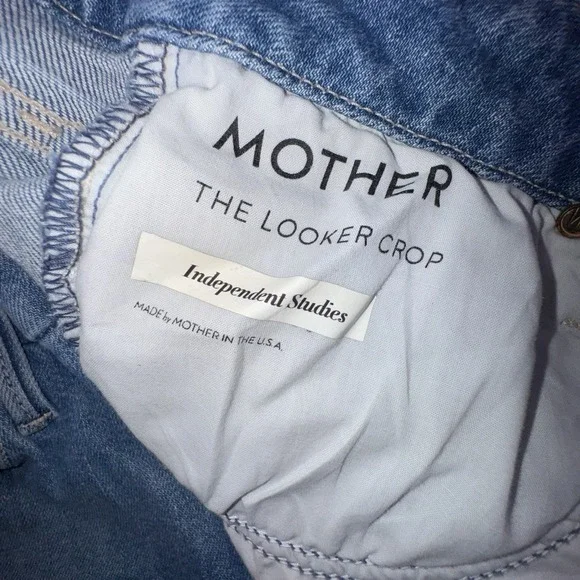 MOTHER
THE LOOKER CROP
Independent Studies
MADE by MOTHER IN THE U.S.A.